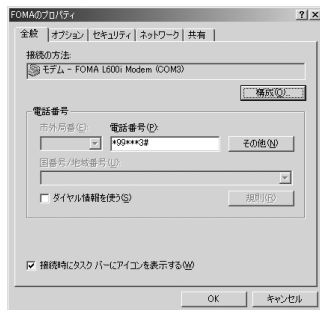 FOMAのプロパティ ? ×
全般 オプション セキュリティ ネットワーク 共有
接続の方法:
モデム - FOMA L600i Modem (COM3)
構成(O)...
電話番号
市外局番(E): 電話番号(P):
*99***3# その他(N)
国番号/地域番号(U):
ダイヤル情報を使う(S) 規則(R)
接続時にタスク バーにアイコンを表示する(W)
OK キャンセル